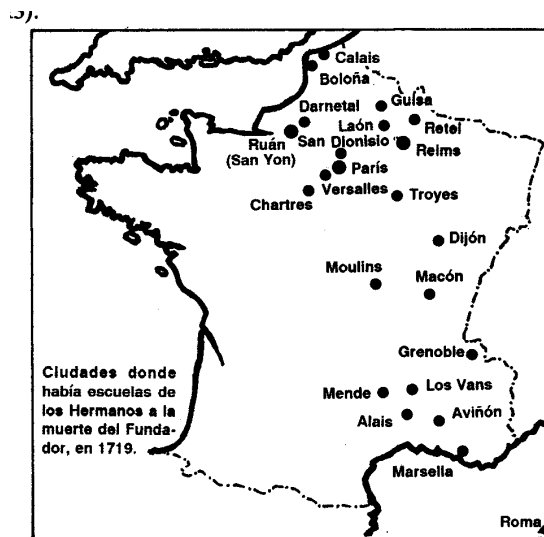 Calais
Boloña
Darnetal
Guisa
Laón
Retel
Ruán
(San Yon)
San Dionisio
Reims
París
Versalles
Chartres
Troyes
Dijón
Moulins
Macón
Grenoble
Ciudades donde
había escuelas de
los Hermanos a la
muerte del Funda-
dor, en 1719.
Mende
Los Vans
Alais
Aviñón
Marsella
Roma